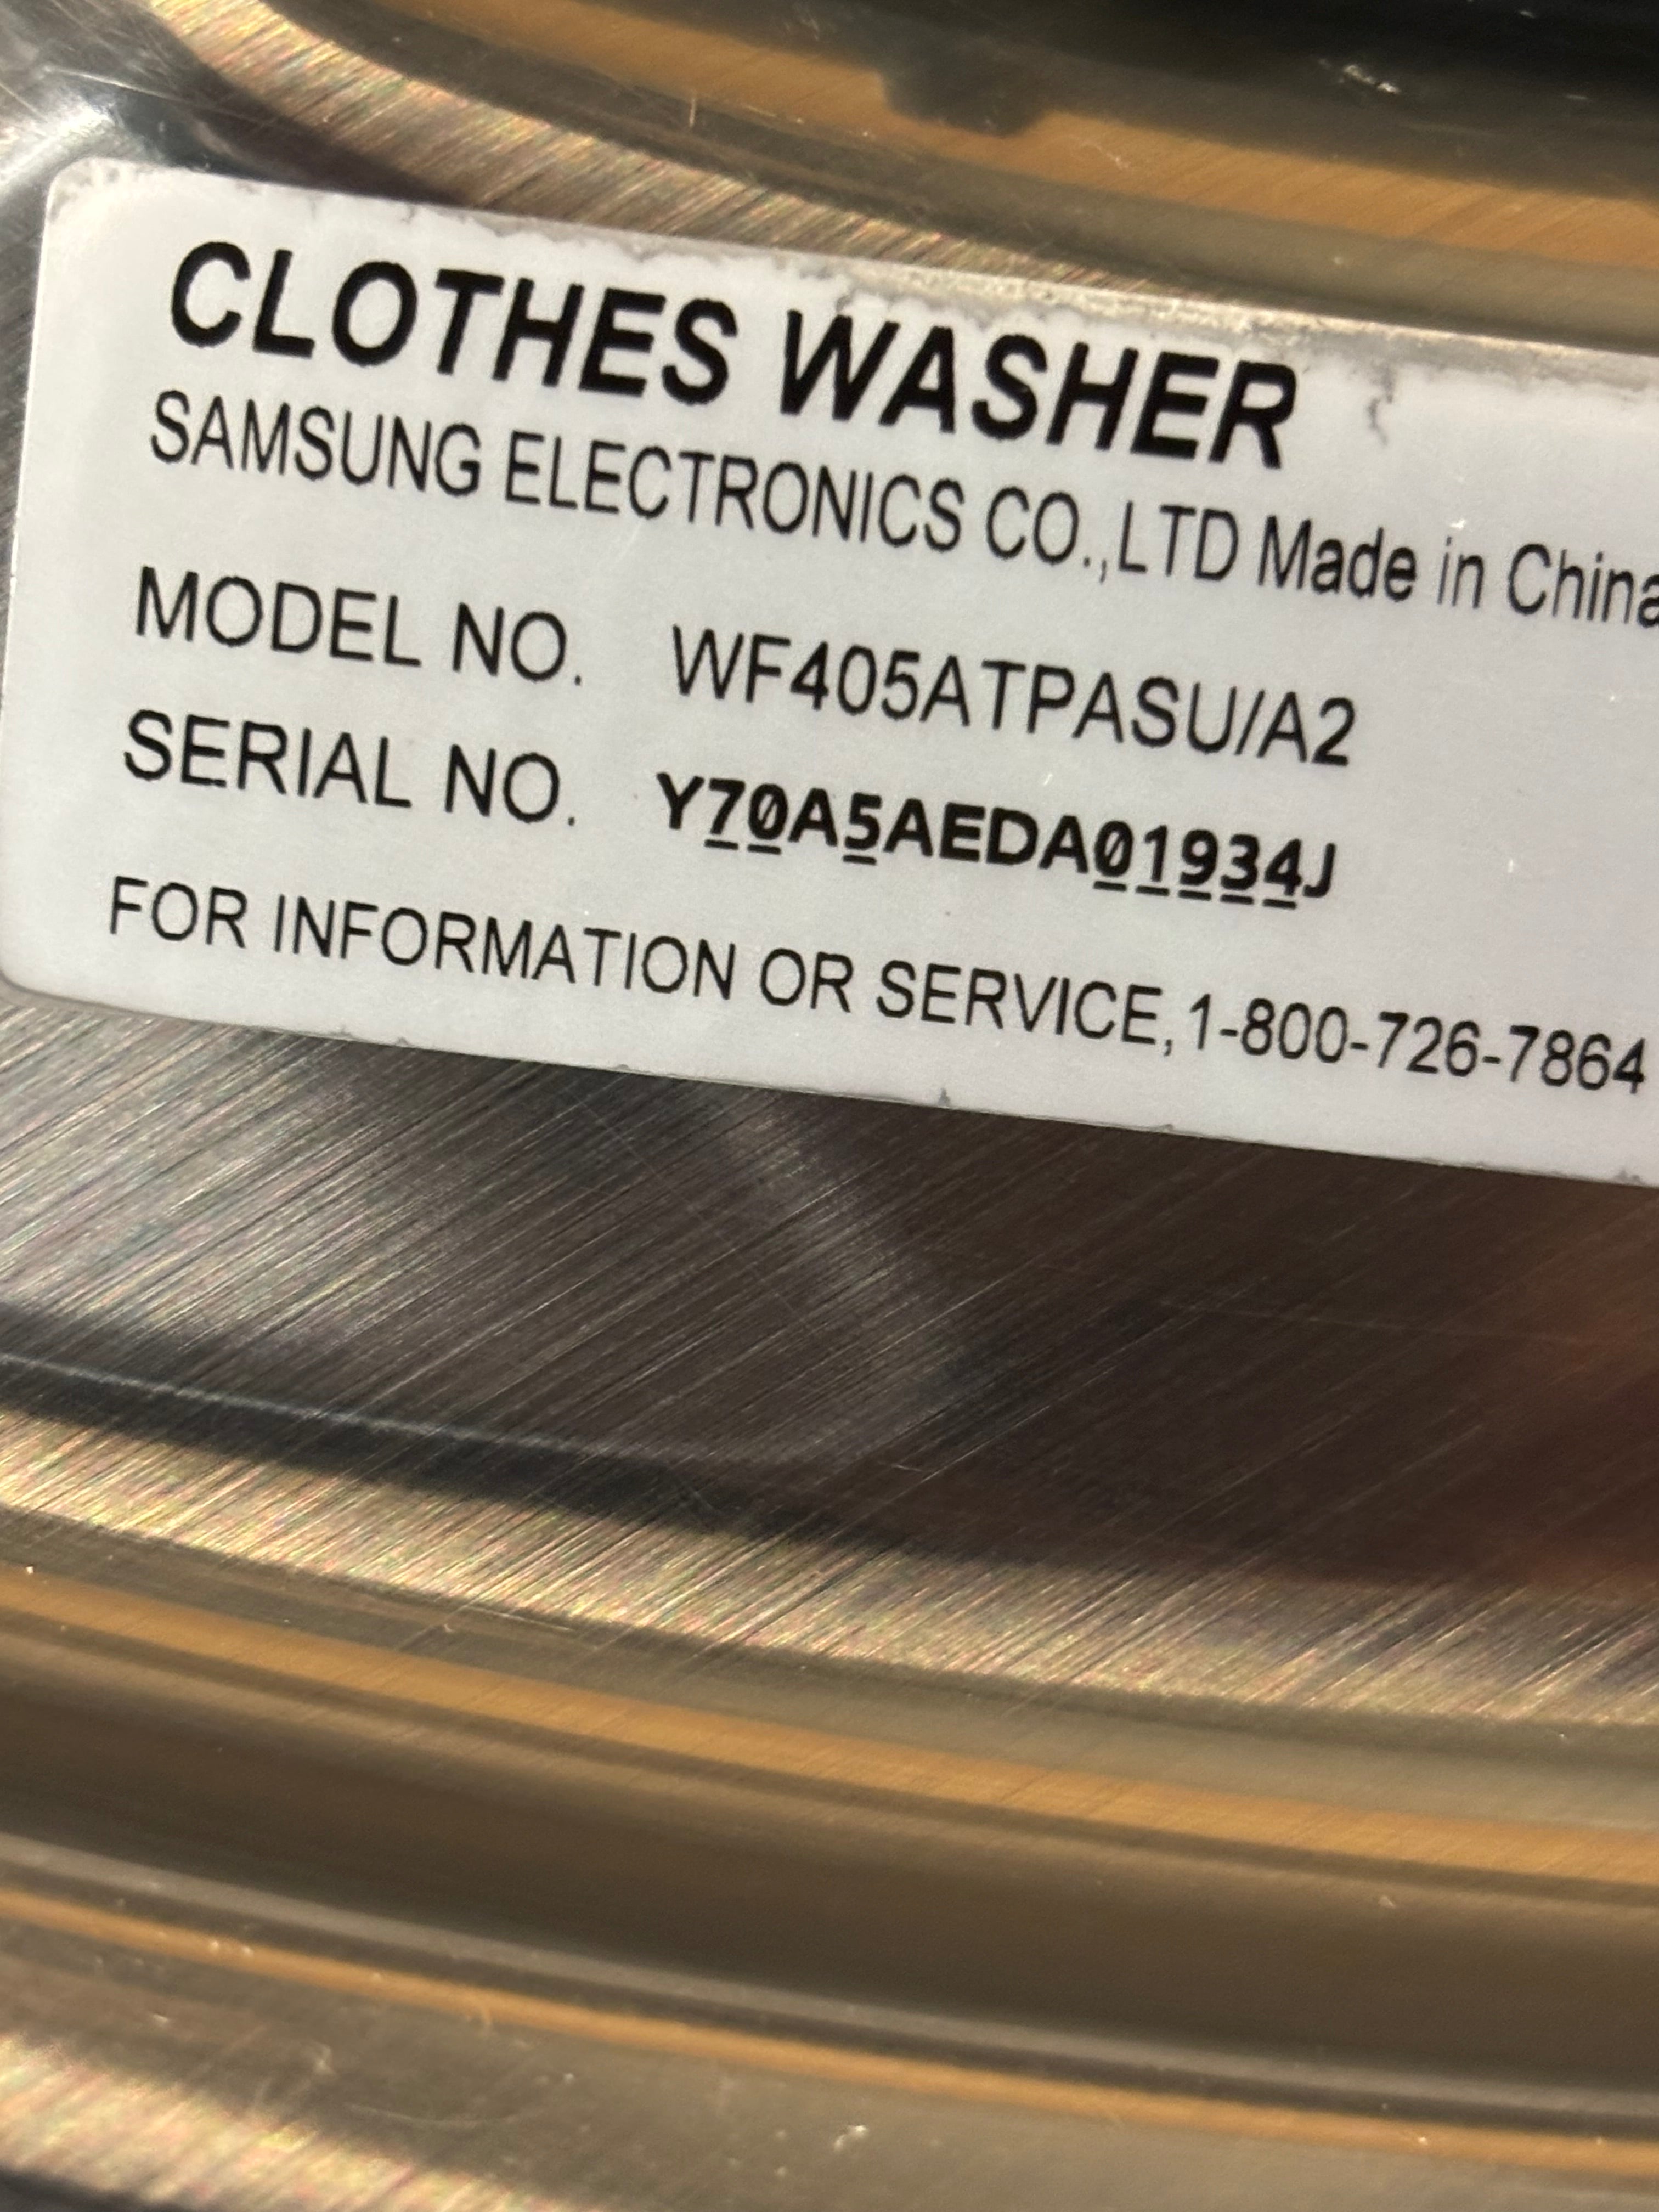 CLOTHES WASHER
SAMSUNG ELECTRONICS CO.,LTD Made in China
MODEL NO. WF405ATPASU/A2
SERIAL NO. Y70A5AEDA01934J
FOR INFORMATION OR SERVICE,1-800-726-7864